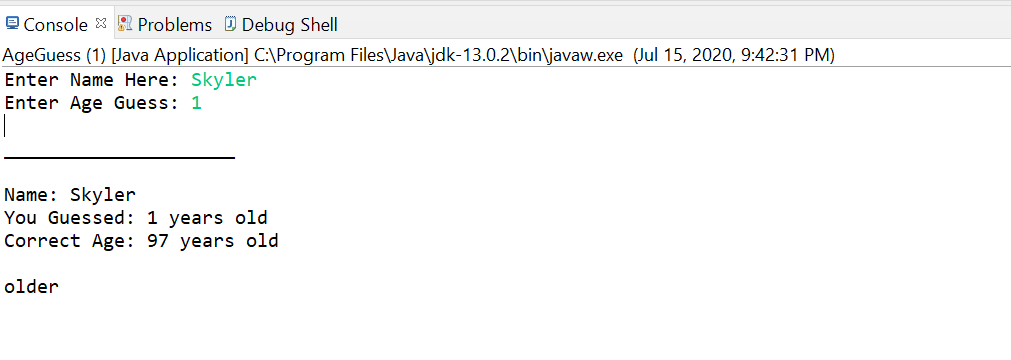 Console Problems Debug Shell
AgeGuess (1) [Java Application] C:\Program Files\Java\jdk-13.0.2\bin\javaw.exe (Jul 15, 2020, 9:42:31 PM)
Enter Name Here: Skyler
Enter Age Guess: 1
_____________________
Name: Skyler
You Guessed: 1 years old
Correct Age: 97 years old
older